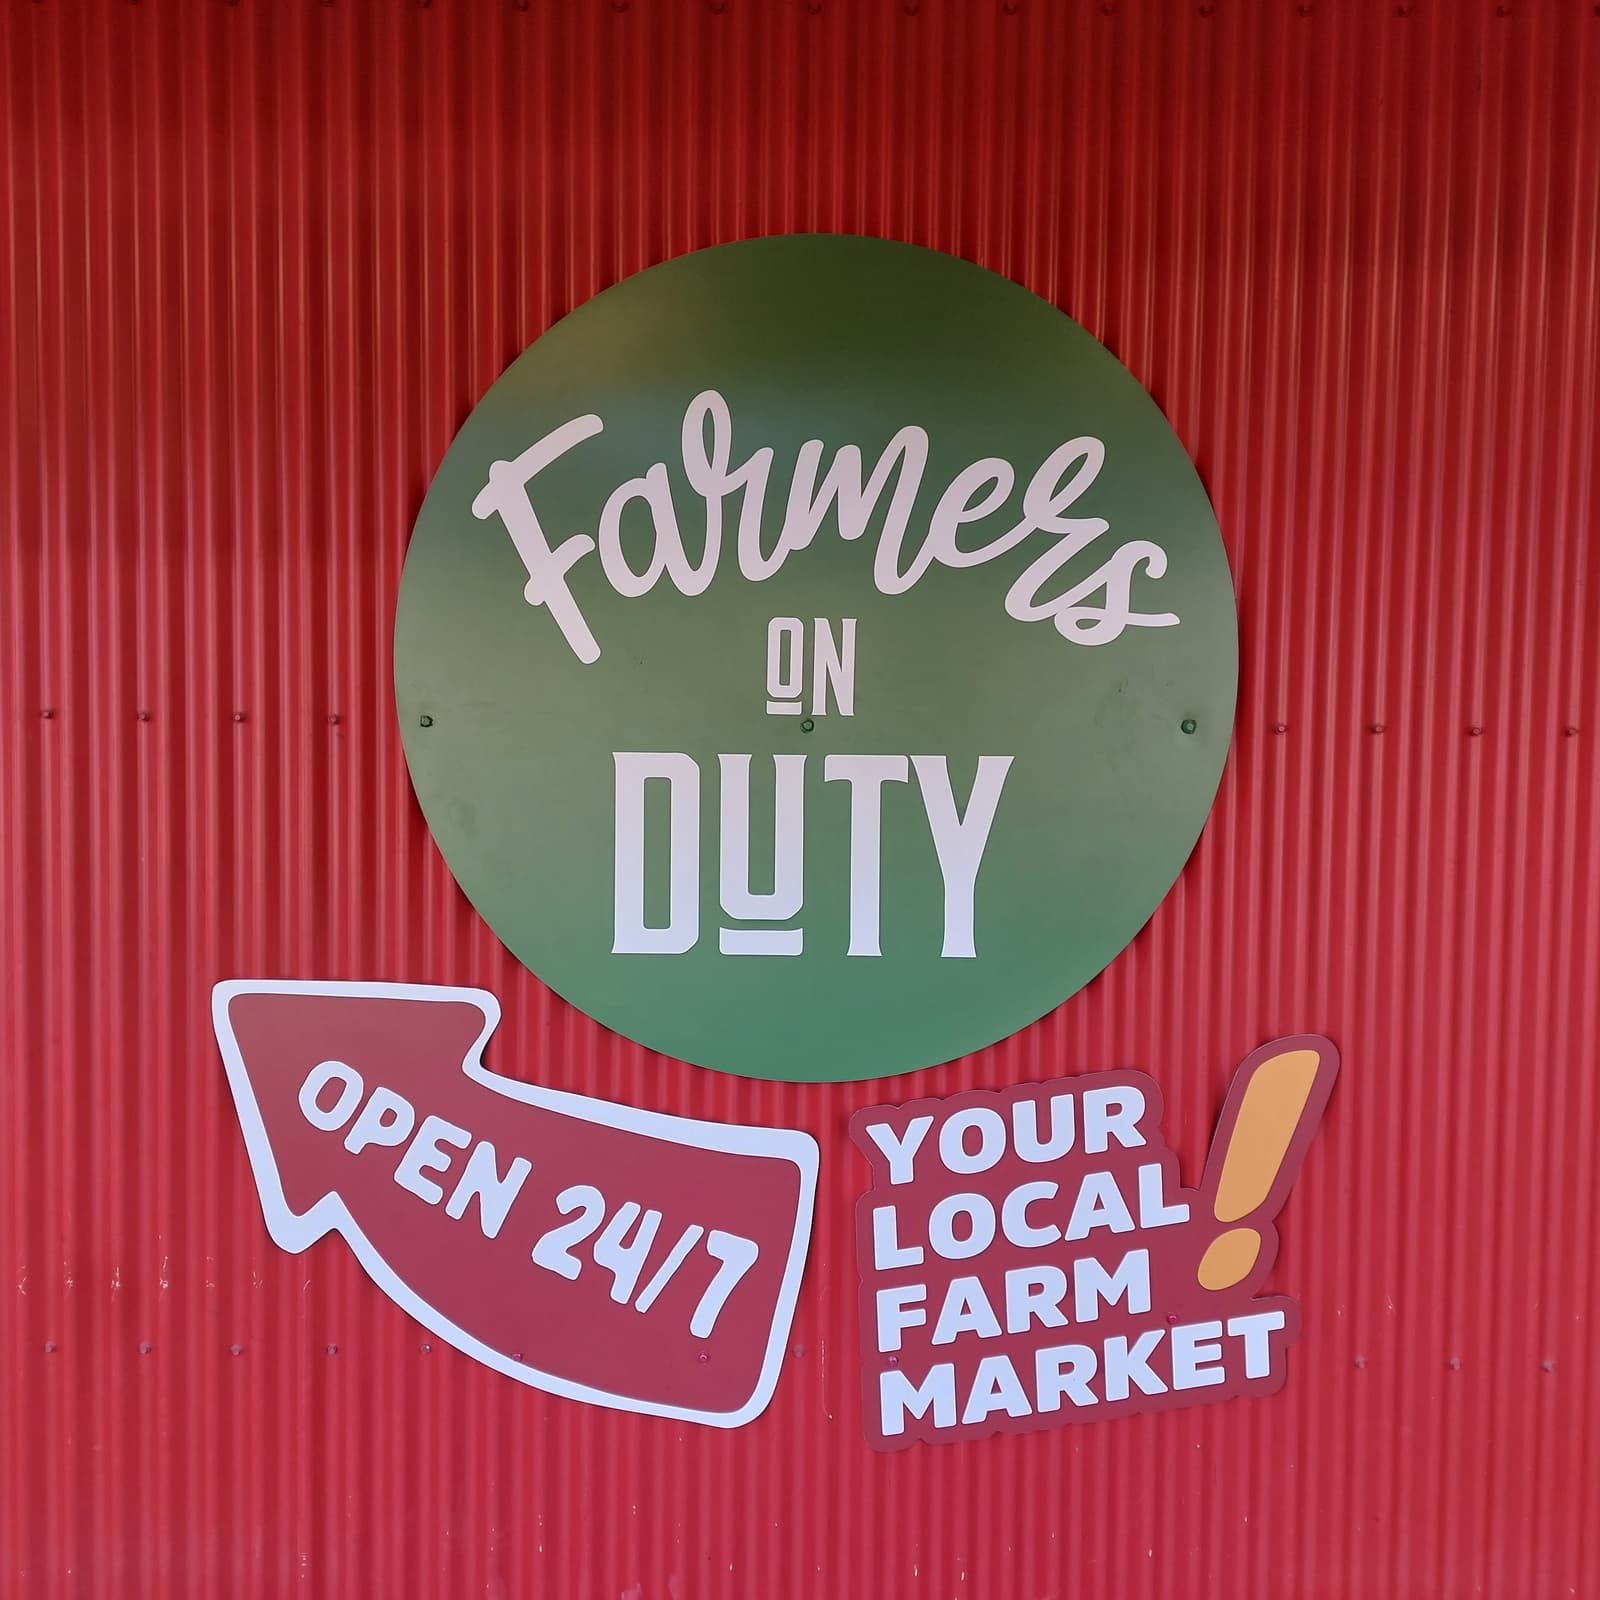 Farmers
ON
DUTY
OPEN 24/7
YOUR
LOCAL
FARM
MARKET!